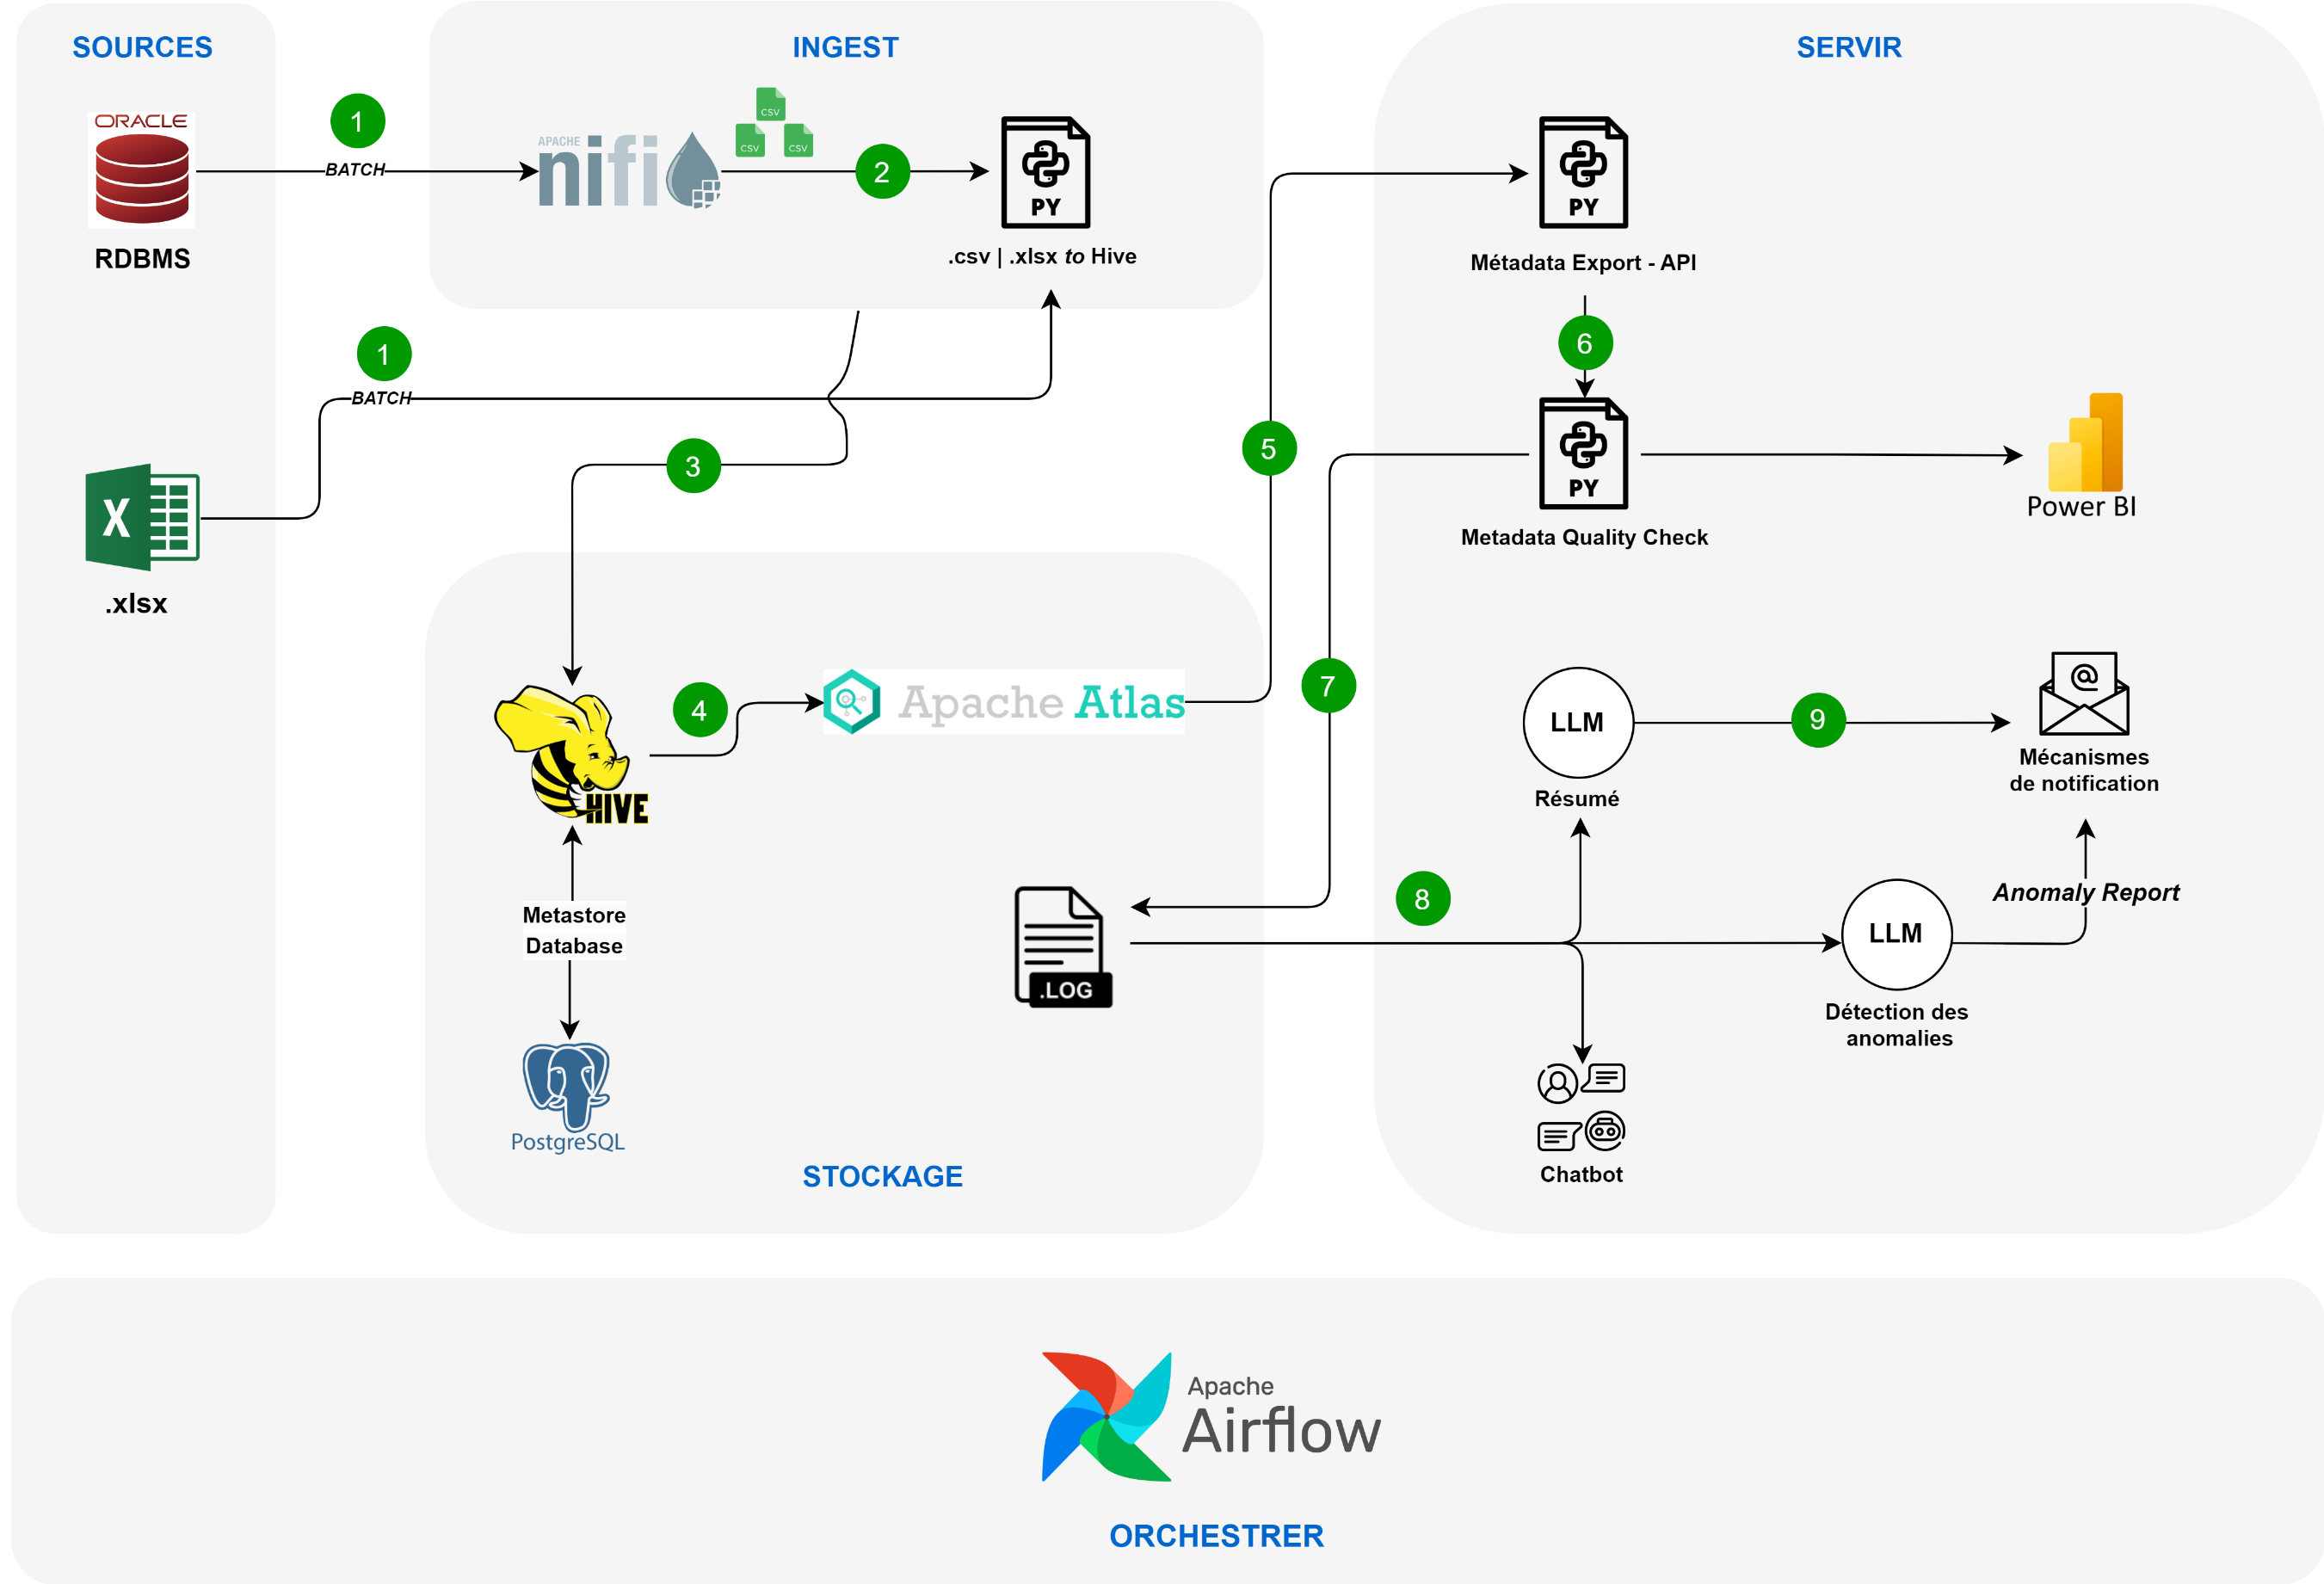 SOURCES
INGEST
SERVIR
ORACLE
RDBMS
1
BATCH
APACHE
nifi
CSV
CSV
CSV
2
PY
.csv | .xlsx to Hive
PY
Métadata Export - API
6
1
BATCH
X
.xlsx
3
5
PY
Metadata Quality Check
Power BI
HIVE
4
Apache Atlas
7
LLM
Résumé
9
@
Mécanismes
de notification
Metastore
Database
PostgreSQL
.LOG
8
LLM
Détection des
anomalies
Anomaly Report
Chatbot
STOCKAGE
Apache
Airflow
ORCHESTRER